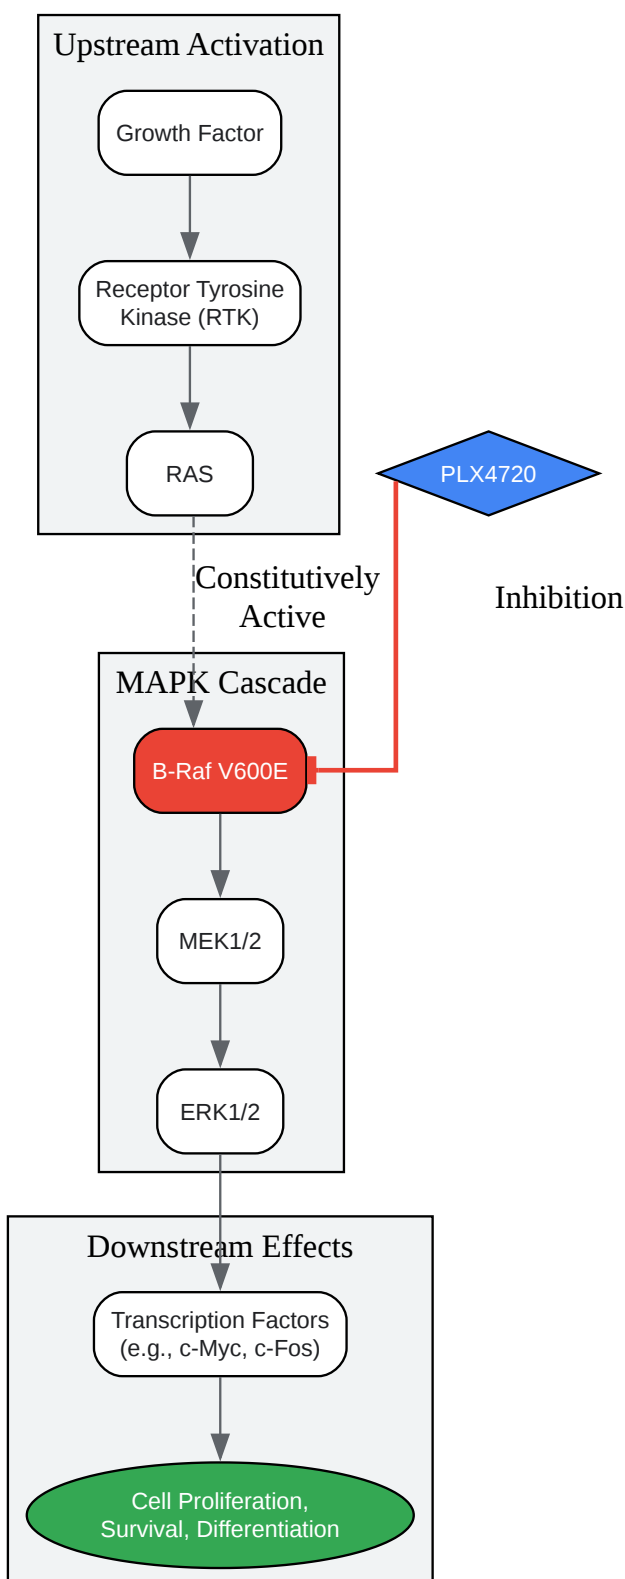 Upstream Activation
Growth Factor
Receptor Tyrosine
Kinase (RTK)
RAS
PLX4720
Constitutively
Active
Inhibition
MAPK Cascade
B-Raf V600E
MEK1/2
ERK1/2
Downstream Effects
Transcription Factors
(e.g., c-Myc, c-Fos)
Cell Proliferation,
Survival, Differentiation